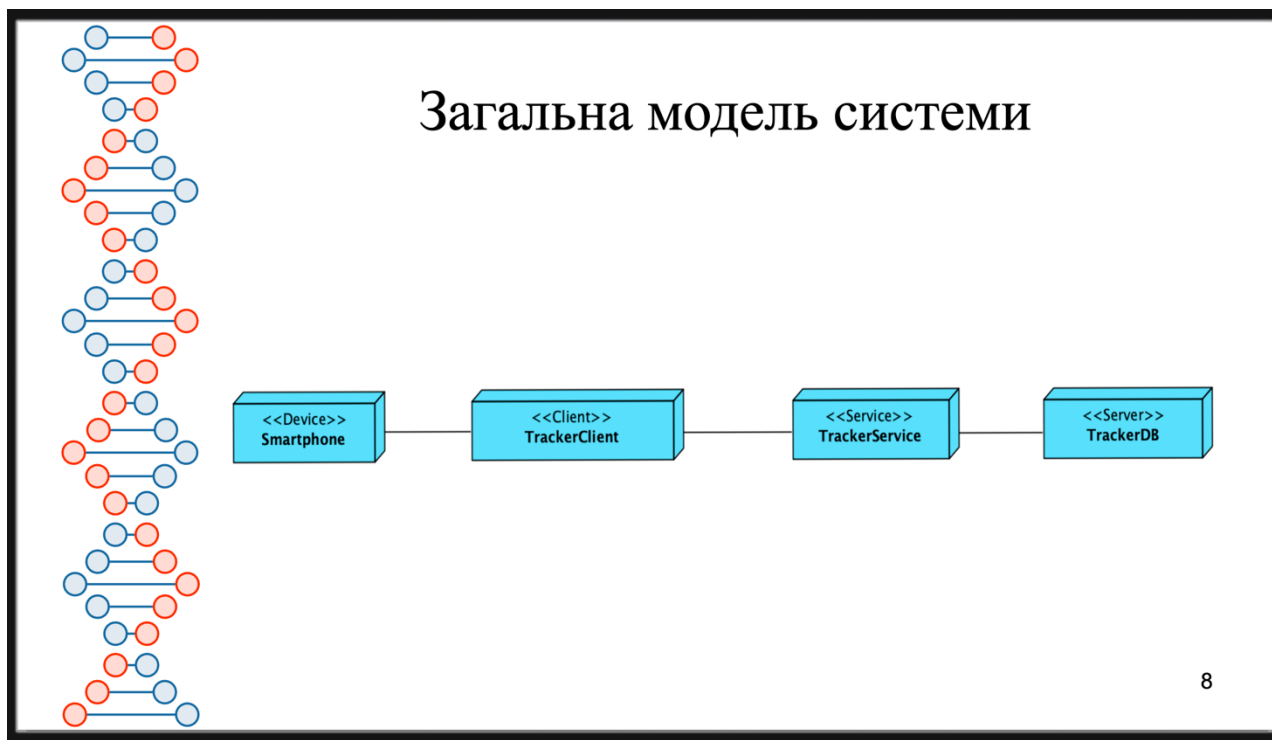 Загальна модель системи
<<Device>>
Smartphone
<<Client>>
TrackerClient
<<Service>>
TrackerService
<<Server>>
TrackerDB
8